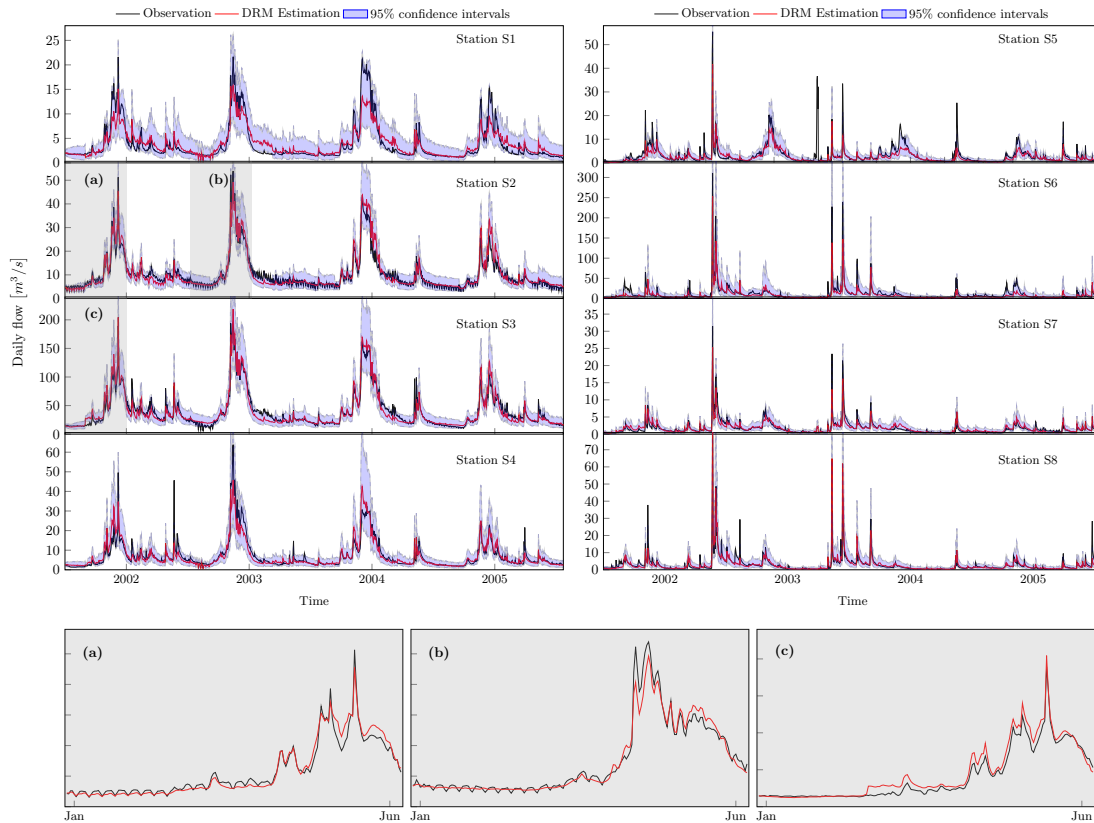 Observation DRM Estimation 95% confidence intervals
Observation DRM Estimation 95% confidence intervals
Station S1
25
20
15
10
5
0
Station S5
50
40
30
20
10
0
(a) (b)
Station S2
50
40
30
20
10
0
Station S6
300
250
200
150
100
50
0
Daily flow [m³/s]
(c)
Station S3
200
150
100
50
0
Station S7
35
30
25
20
15
10
5
0
Station S4
60
50
40
30
20
10
0
2002 2003 2004 2005
Time
Station S8
70
60
50
40
30
20
10
0
2002 2003 2004 2005
Time
(a) (b) (c)
Jan Jun Jan Jun Jan Jun